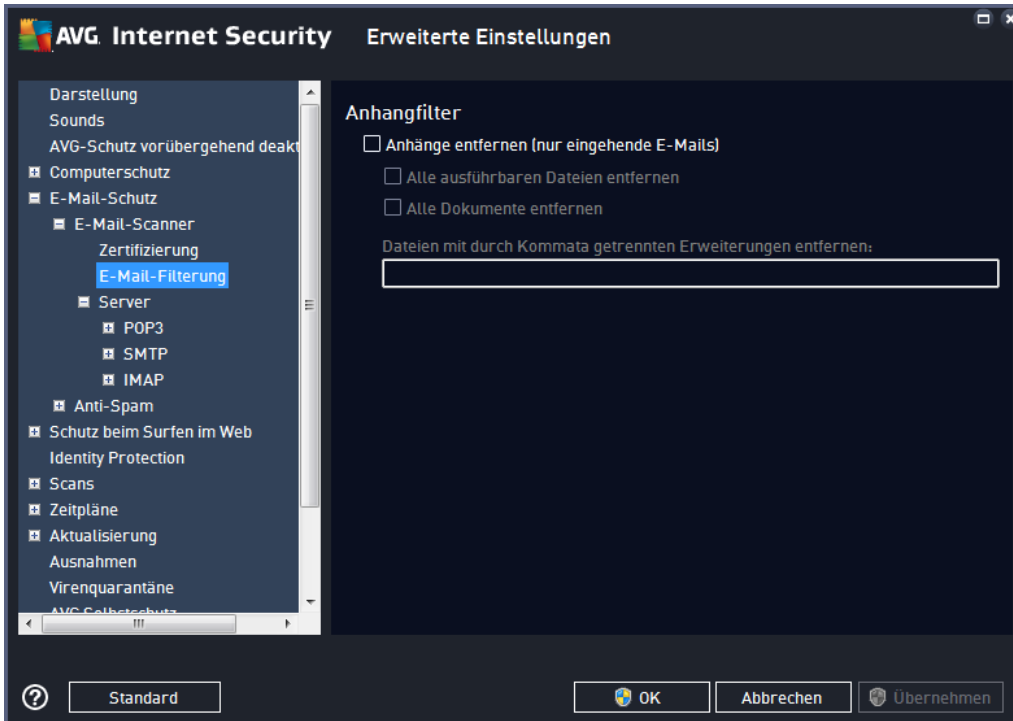 AVG Internet Security Erweiterte Einstellungen
Darstellung
Sounds
AVG-Schutz vorübergehend deakt
Computerschutz
E-Mail-Schutz
E-Mail-Scanner
Zertifizierung
E-Mail-Filterung
Server
POP3
SMTP
IMAP
Anti-Spam
Schutz beim Surfen im Web
Identity Protection
Scans
Zeitpläne
Aktualisierung
Ausnahmen
Virenquarantäne
AVG Selbstschutz
Anhangfilter
Anhänge entfernen (nur eingehende E-Mails)
Alle ausführbaren Dateien entfernen
Alle Dokumente entfernen
Dateien mit durch Kommata getrennten Erweiterungen entfernen:
Standard
OK
Abbrechen
Übernehmen